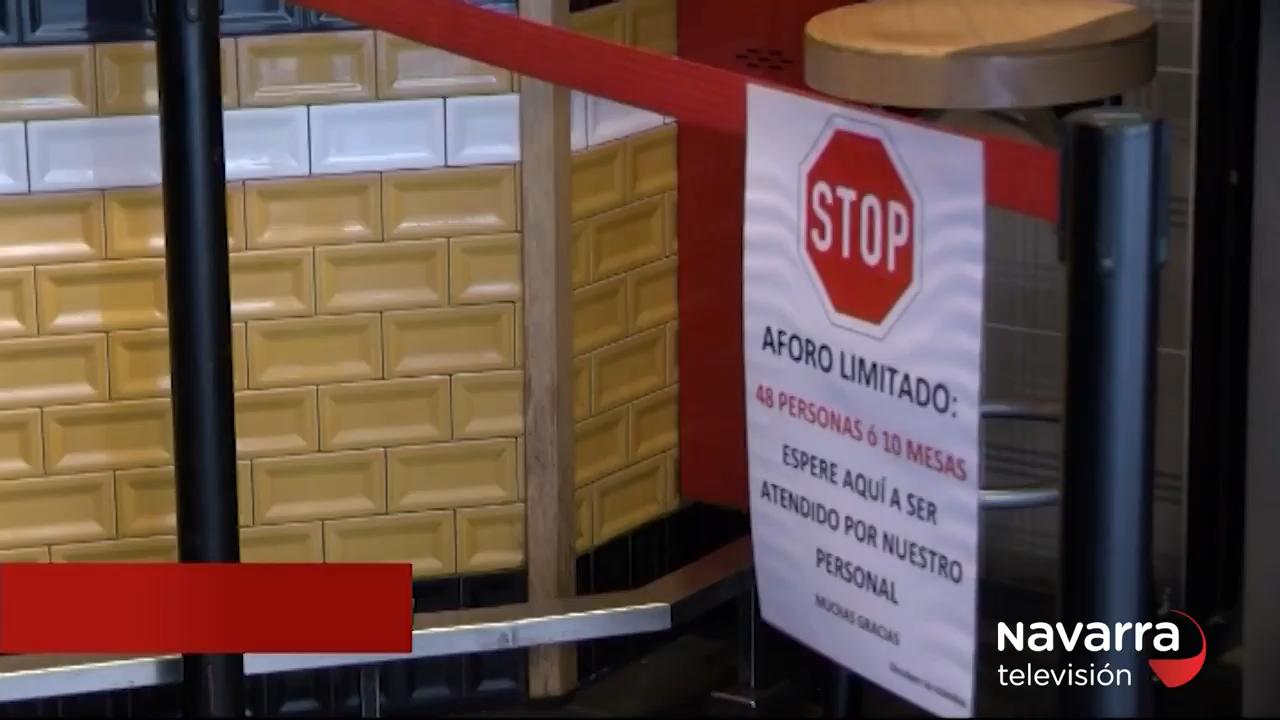 STOP
AFORO LIMITADO:
48 PERSONAS ó 10 MESAS
ESPERE AQUÍ A SER
ATENDIDO POR NUESTRO
PERSONAL
MUCHAS GRACIAS
Navarra
televisión